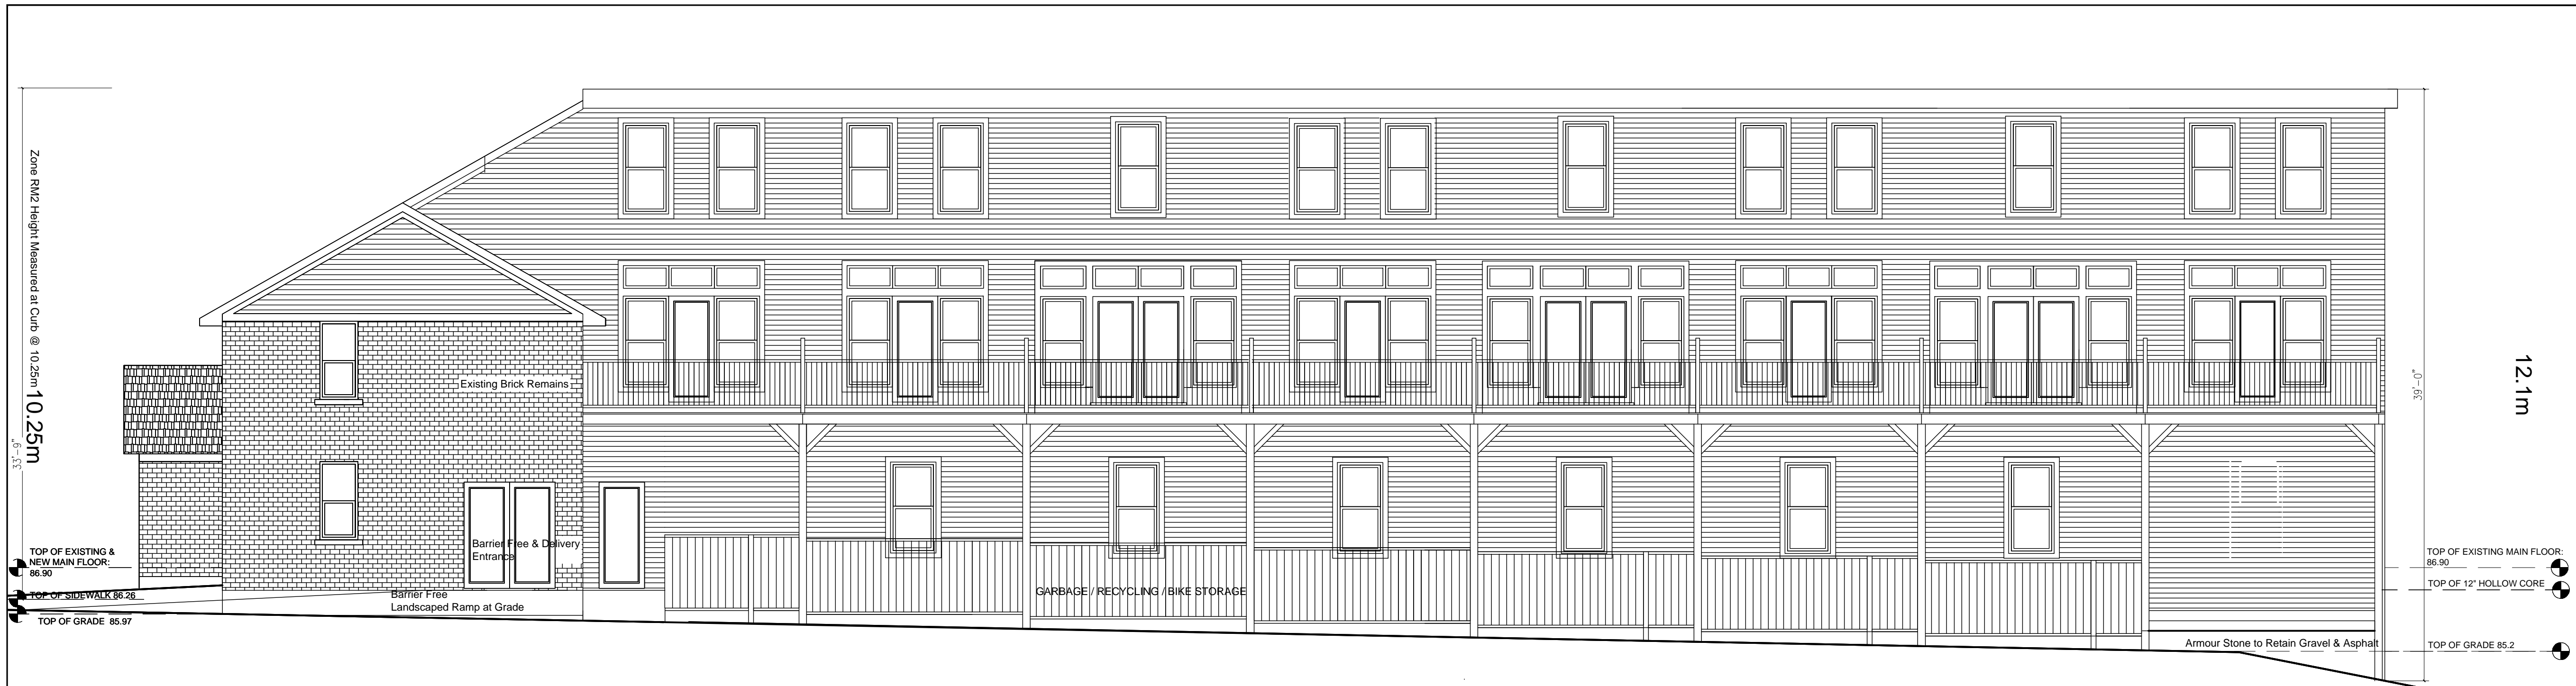 Zone RM2 Height Measured at Curb @ 10.25m
10.25m
33'-9"
TOP OF EXISTING &
NEW MAIN FLOOR:
86.90
TOP OF SIDEWALK 86.26
TOP OF GRADE 85.97
Existing Brick Remains
Barrier Free & Delivery
Entrance
Barrier Free
Landscaped Ramp at Grade
GARBAGE / RECYCLING / BIKE STORAGE
Armour Stone to Retain Gravel & Asphalt
39'-0"
12.1m
TOP OF EXISTING MAIN FLOOR:
86.90
TOP OF 12" HOLLOW CORE
TOP OF GRADE 85.2